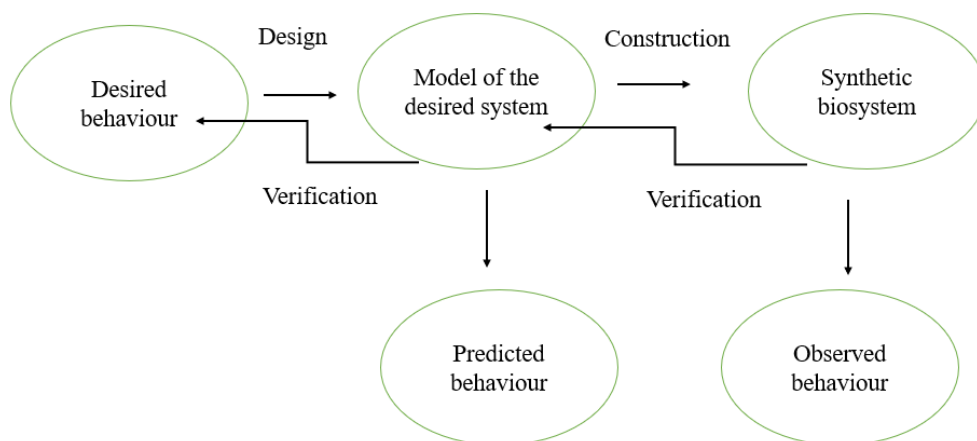 Design
Construction
Desired
behaviour
Model of the
desired system
Synthetic
biosystem
Verification
Verification
Predicted
behaviour
Observed
behaviour